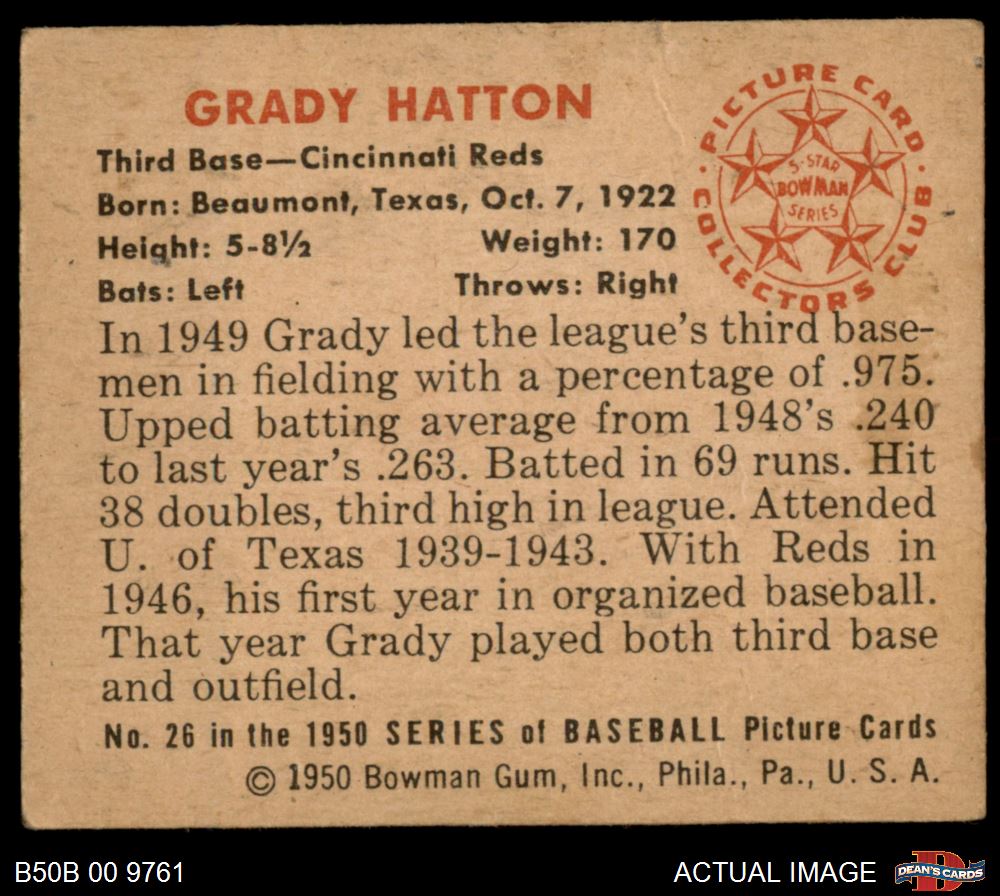 GRADY HATTON
Third Base—Cincinnati Reds
Born: Beaumont, Texas, Oct. 7, 1922
Height: 5-8½ Weight: 170
Bats: Left Throws: Right
PICTURE CARD
COLLECTORS CLUB
5-STAR
BOWMAN
SERIES
In 1949 Grady led the league's third base-
men in fielding with a percentage of .975.
Upped batting average from 1948's .240
to last year's .263. Batted in 69 runs. Hit
38 doubles, third high in league. Attended
U. of Texas 1939-1943. With Reds in
1946, his first year in organized baseball.
That year Grady played both third base
and outfield.
No. 26 in the 1950 SERIES of BASEBALL Picture Cards
© 1950 Bowman Gum, Inc., Phila., Pa., U. S. A.
B50B 00 9761 ACTUAL IMAGE
DEAN'S CARDS